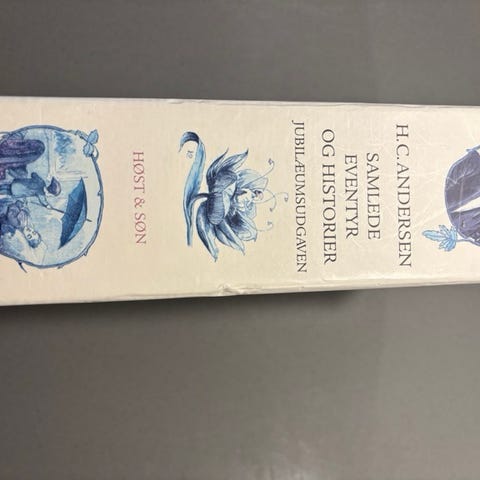 H.C. ANDERSEN
SAMLEDE
EVENTYR
OG HISTORIER
JUBILÆUMSUDGAVEN
HØST & SØN